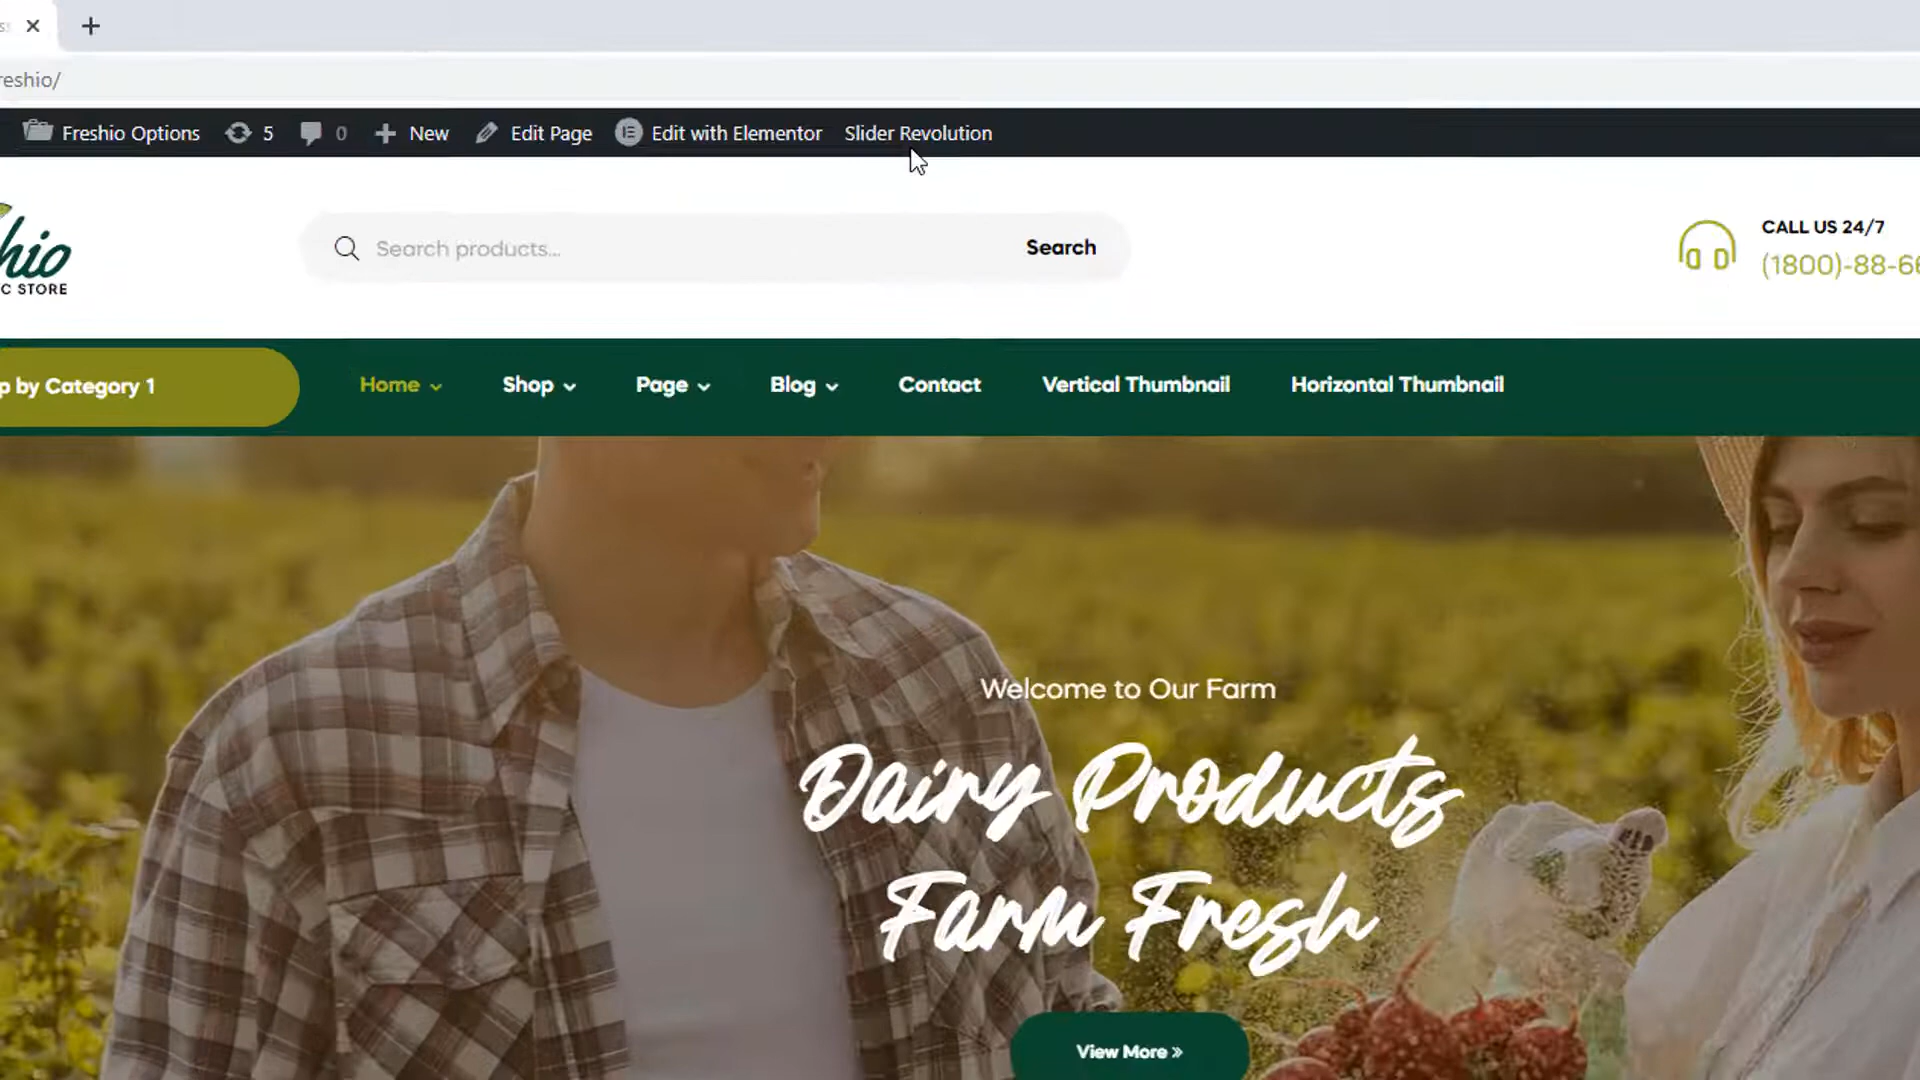 reshio/
Freshio Options 5 0 + New Edit Page Edit with Elementor Slider Revolution
hio
C STORE
Search products...
Search
CALL US 24/7
(1800)-88-66
p by Category 1
Home Shop Page Blog Contact Vertical Thumbnail Horizontal Thumbnail
Welcome to Our Farm
Dairy Products
Farm Fresh
View More »